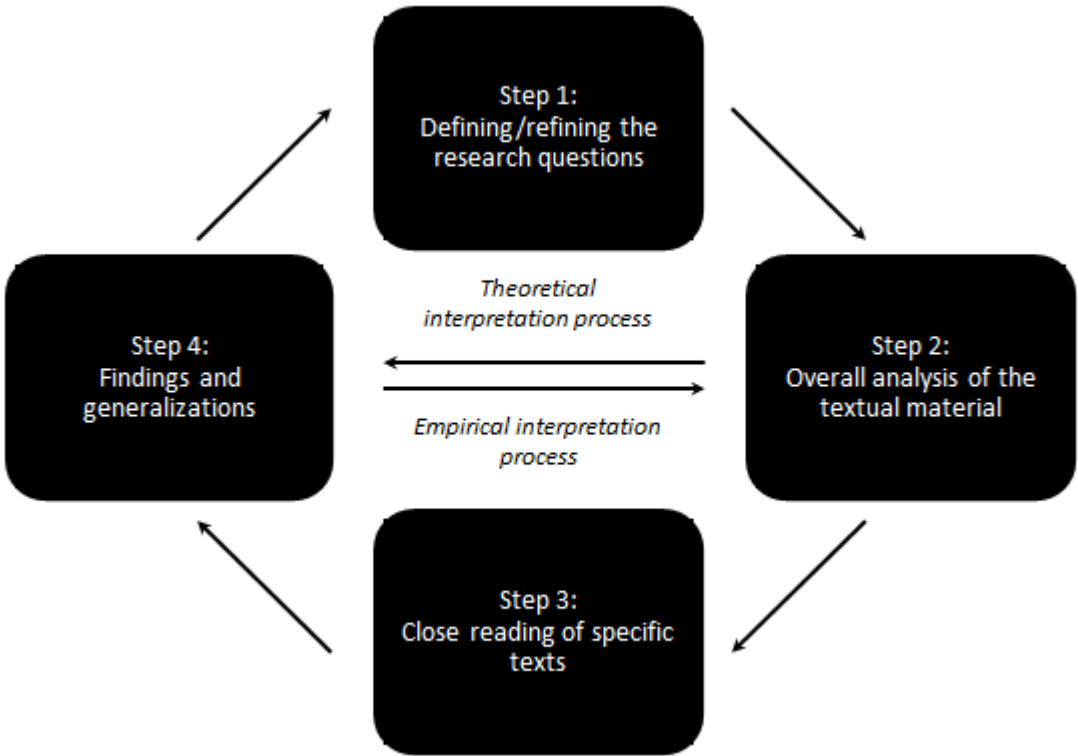 Step 1:
Defining/refining the
research questions
Theoretical
interpretation process
Step 4:
Findings and
generalizations
Step 2:
Overall analysis of the
textual material
Empirical interpretation
process
Step 3:
Close reading of specific
texts